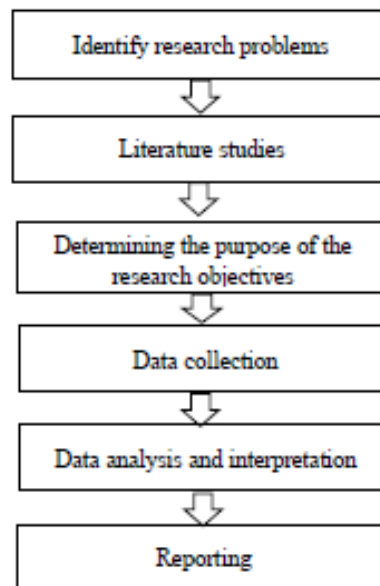 Identify research problems
Literature studies
Determining the purpose of the
research objectives
Data collection
Data analysis and interpretation
Reporting